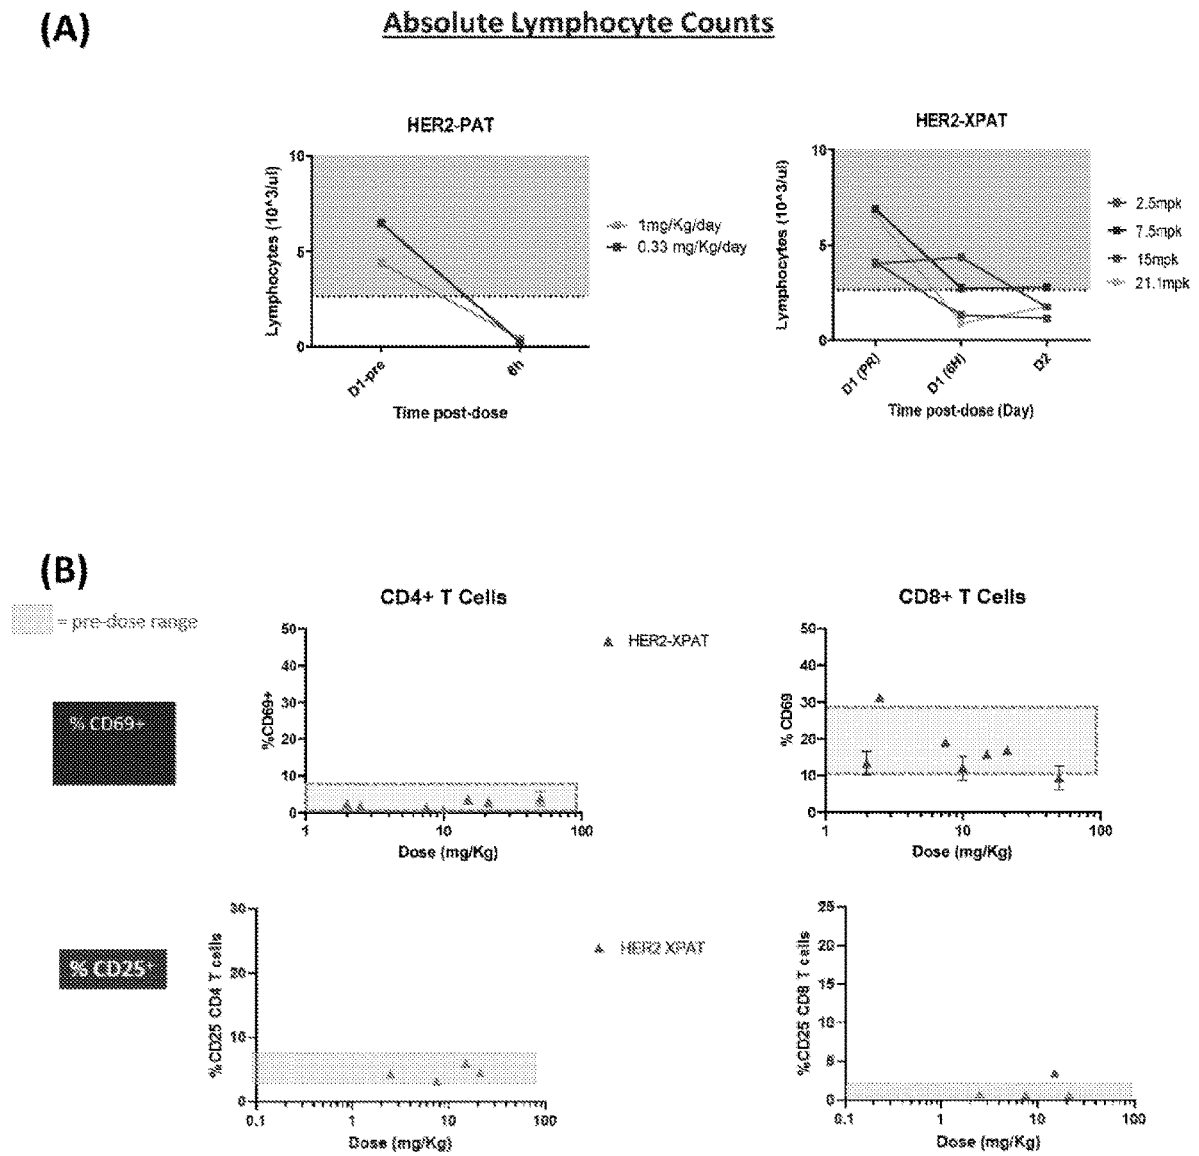 (A)
Absolute Lymphocyte Counts
HER2-PAT
Lymphocytes (10^3/ul)
10
5
0
D1-pre
6h
Time post-dose
1mg/Kg/day
0.33 mg/Kg/day
HER2-XPAT
Lymphocytes (10^3/ul)
10
5
0
D1 (PR)
D1 (6H)
D2
Time post-dose (Day)
2.5mpk
7.5mpk
15mpk
21.1mpk
(B)
= pre-dose range
% CD69+
CD4+ T Cells
%CD69+
50
40
30
20
10
0
1
10
100
Dose (mg/Kg)
HER2-XPAT
CD8+ T Cells
% CD69
50
40
30
20
10
0
1
10
100
Dose (mg/Kg)
% CD25+
%CD25 CD4 T cells
30
20
10
0
0.1
1
10
100
Dose (mg/Kg)
HER2 XPAT
%CD25 CD8 T cells
25
20
15
10
5
0
0.1
1
10
100
Dose (mg/Kg)